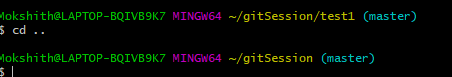 Mokshith@LAPTOP-BQIVB9K7 MINGW64 ~/gitSession/test1 (master)
$ cd ..
Mokshith@LAPTOP-BQIVB9K7 MINGW64 ~/gitSession (master)
$